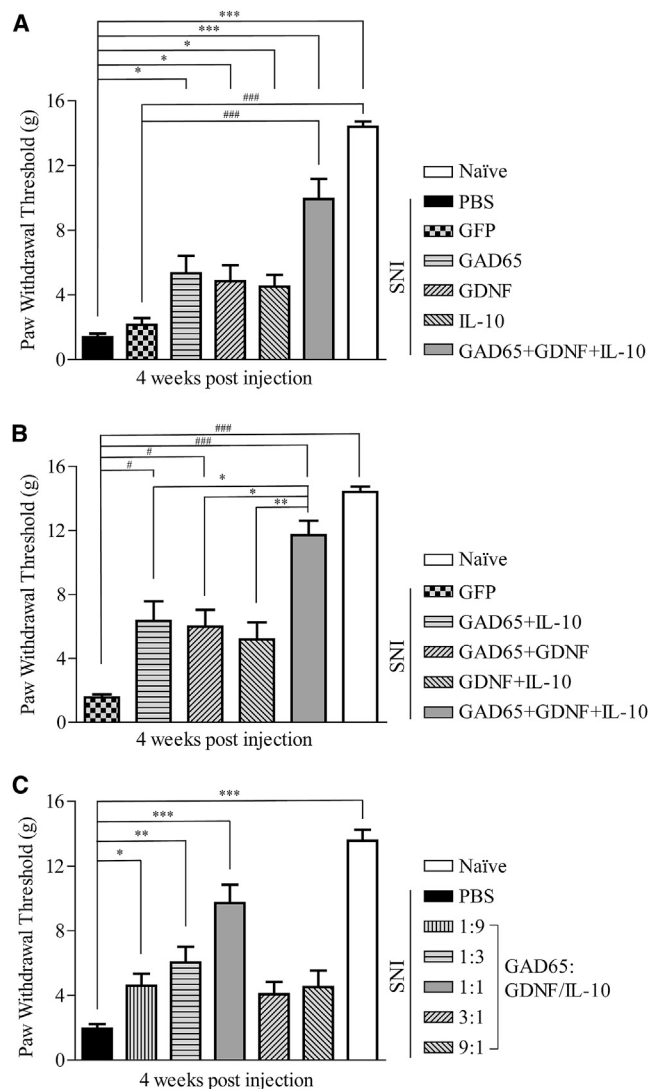 A
***
***
*
*
*
###
###
Paw Withdrawal Threshold (g)
16
12
8
4
0
4 weeks post injection
Naïve
SNI
PBS
GFP
GAD65
GDNF
IL-10
GAD65+GDNF+IL-10
B
###
###
#
#
*
*
**
Paw Withdrawal Threshold (g)
16
12
8
4
0
4 weeks post injection
Naïve
SNI
GFP
GAD65+IL-10
GAD65+GDNF
GDNF+IL-10
GAD65+GDNF+IL-10
C
***
***
**
*
Paw Withdrawal Threshold (g)
16
12
8
4
0
4 weeks post injection
Naïve
SNI
PBS
1:9
1:3
1:1
3:1
9:1
GAD65:
GDNF/IL-10